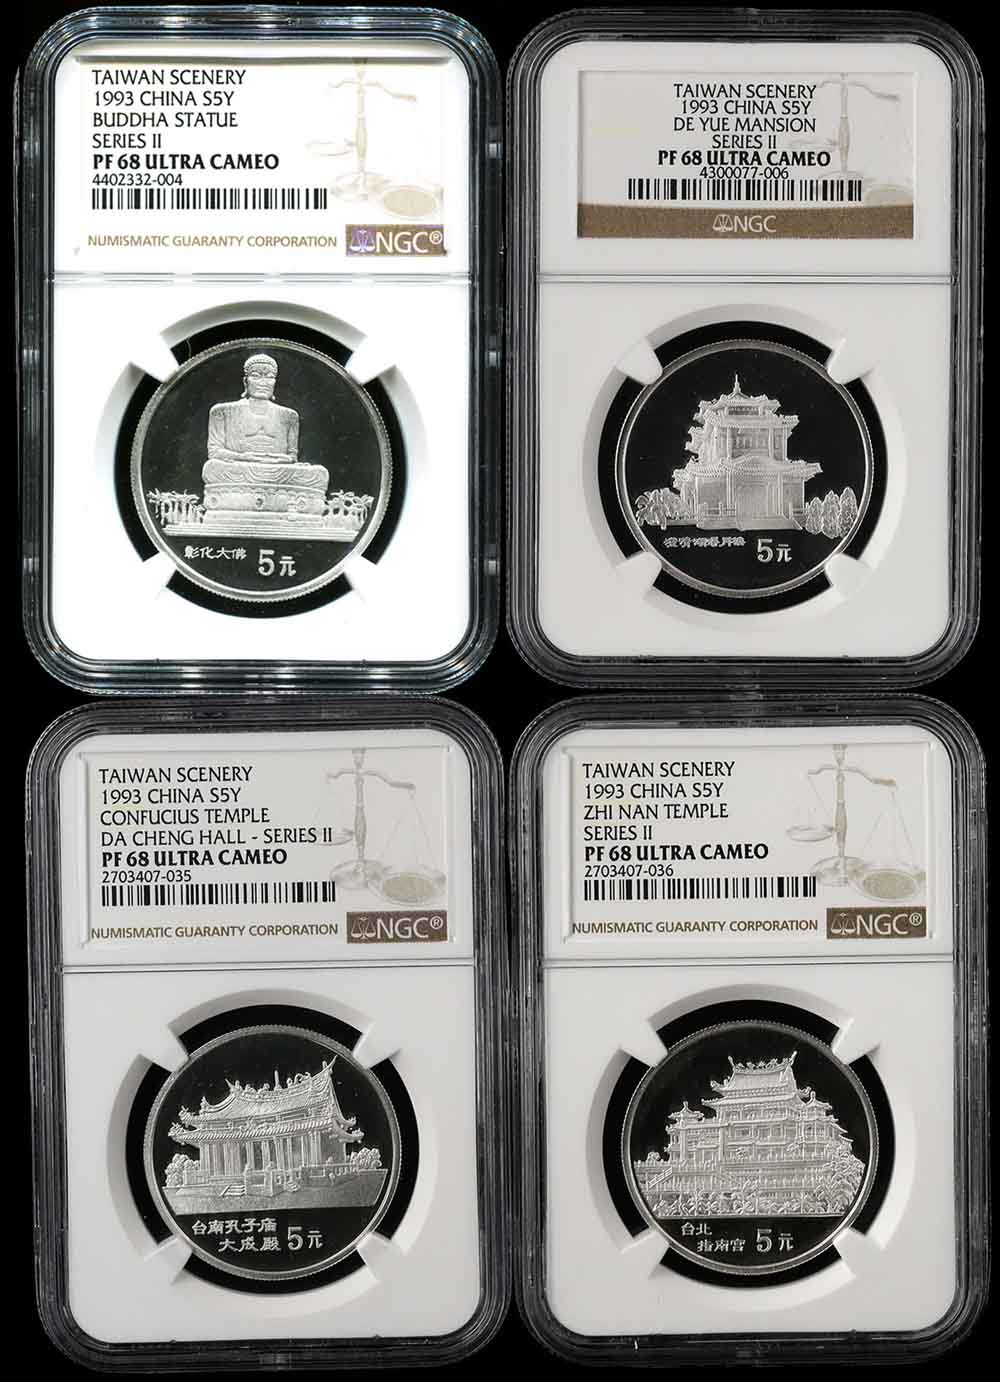 TAIWAN SCENERY
1993 CHINA S5Y
BUDDHA STATUE
SERIES II
PF 68 ULTRA CAMEO
4402332-004
NUMISMATIC GUARANTY CORPORATION NGC®
彰化大佛 5元
TAIWAN SCENERY
1993 CHINA S5Y
DE YUE MANSION
SERIES II
PF 68 ULTRA CAMEO
4300077-006
NGC
5元
TAIWAN SCENERY
1993 CHINA S5Y
CONFUCIUS TEMPLE
DA CHENG HALL - SERIES II
PF 68 ULTRA CAMEO
2703407-035
NUMISMATIC GUARANTY CORPORATION NGC®
台南孔子庙
大成殿 5元
TAIWAN SCENERY
1993 CHINA S5Y
ZHI NAN TEMPLE
SERIES II
PF 68 ULTRA CAMEO
2703407-036
NUMISMATIC GUARANTY CORPORATION NGC®
台北
指南宫 5元